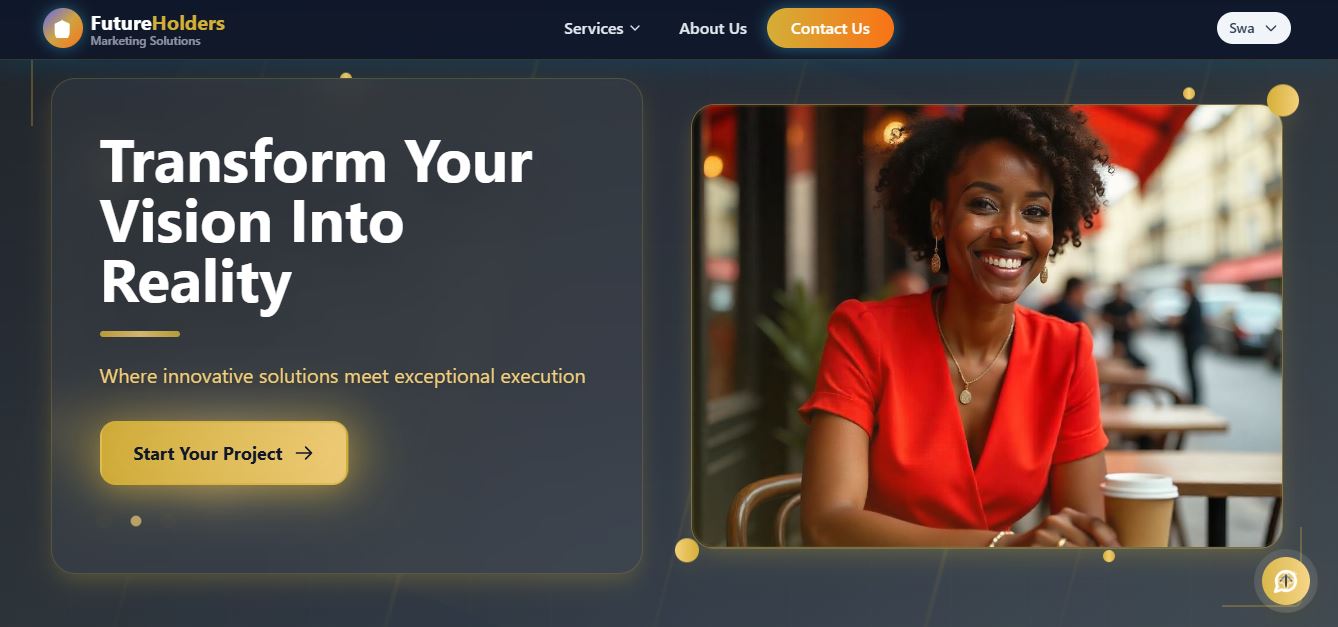 FutureHolders
Marketing Solutions
Services
About Us
Contact Us
Swa
Transform Your
Vision Into
Reality
Where innovative solutions meet exceptional execution
Start Your Project →